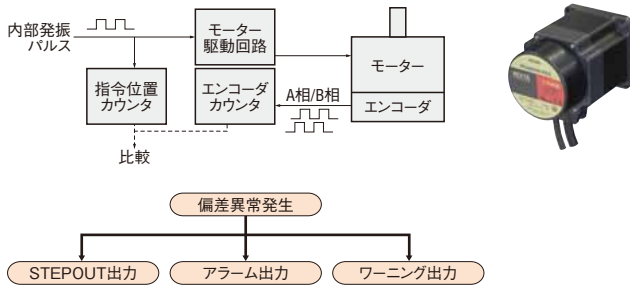 内部発振
パルス
モーター
駆動回路
モーター
指令位置
カウンタ
エンコーダ
カウンタ
A相/B相
エンコーダ
比較
偏差異常発生
STEPOUT出力
アラーム出力
ワーニング出力